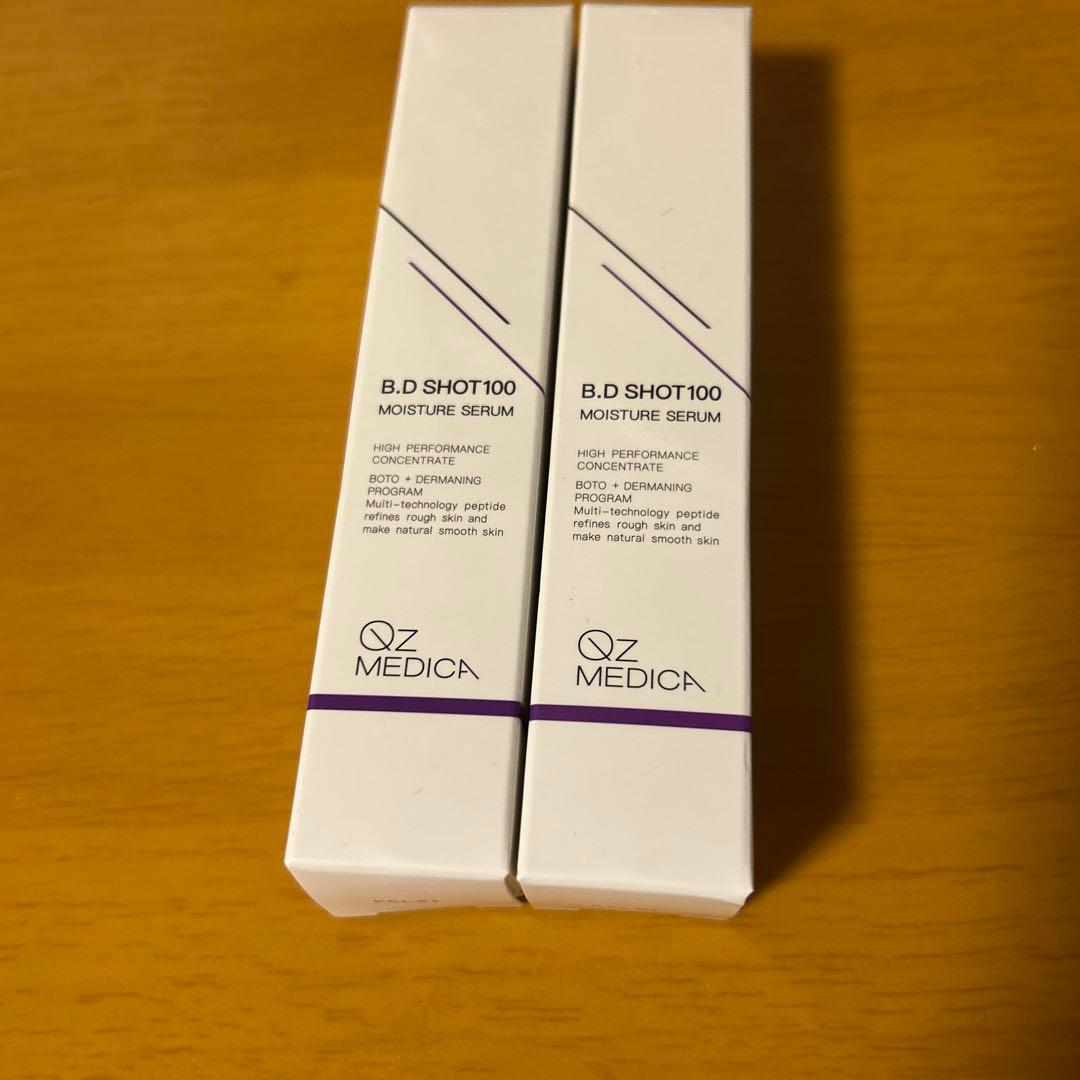 B.D SHOT100
MOISTURE SERUM
HIGH PERFORMANCE
CONCENTRATE
BOTO + DERMANING
PROGRAM
Multi-technology peptide
refines rough skin and
make natural smooth skin
Qz
MEDICA
B.D SHOT100
MOISTURE SERUM
HIGH PERFORMANCE
CONCENTRATE
BOTO + DERMANING
PROGRAM
Multi-technology peptide
refines rough skin and
make natural smooth skin
Qz
MEDICA